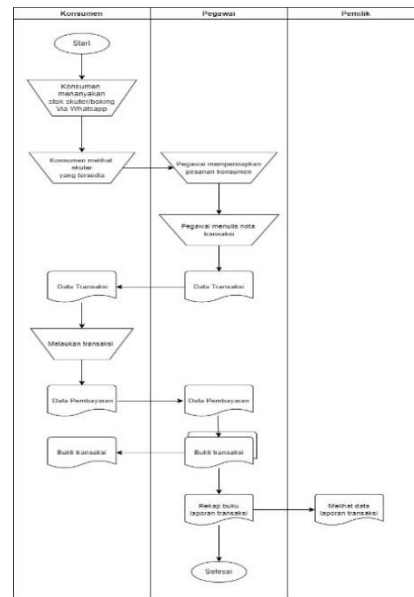 Konsumen
Pegawai
Pemilik
Start
Konsumen
menanyakan
stok skuter/boking
Via Whatsapp
Konsumen melihat
skuter
yang tersedia
Pegawai mempersiapkan
pesanan konsumen
Pegawai menulis nota
transaksi
Data Transaksi
Data Transaksi
Melaukan transaksi
Data Pembayaran
Data Pembayaran
Bukti transaksi
Bukti transaksi
Rekap buku
laporan transaksi
Melihat data
laporan transaksi
Selesai